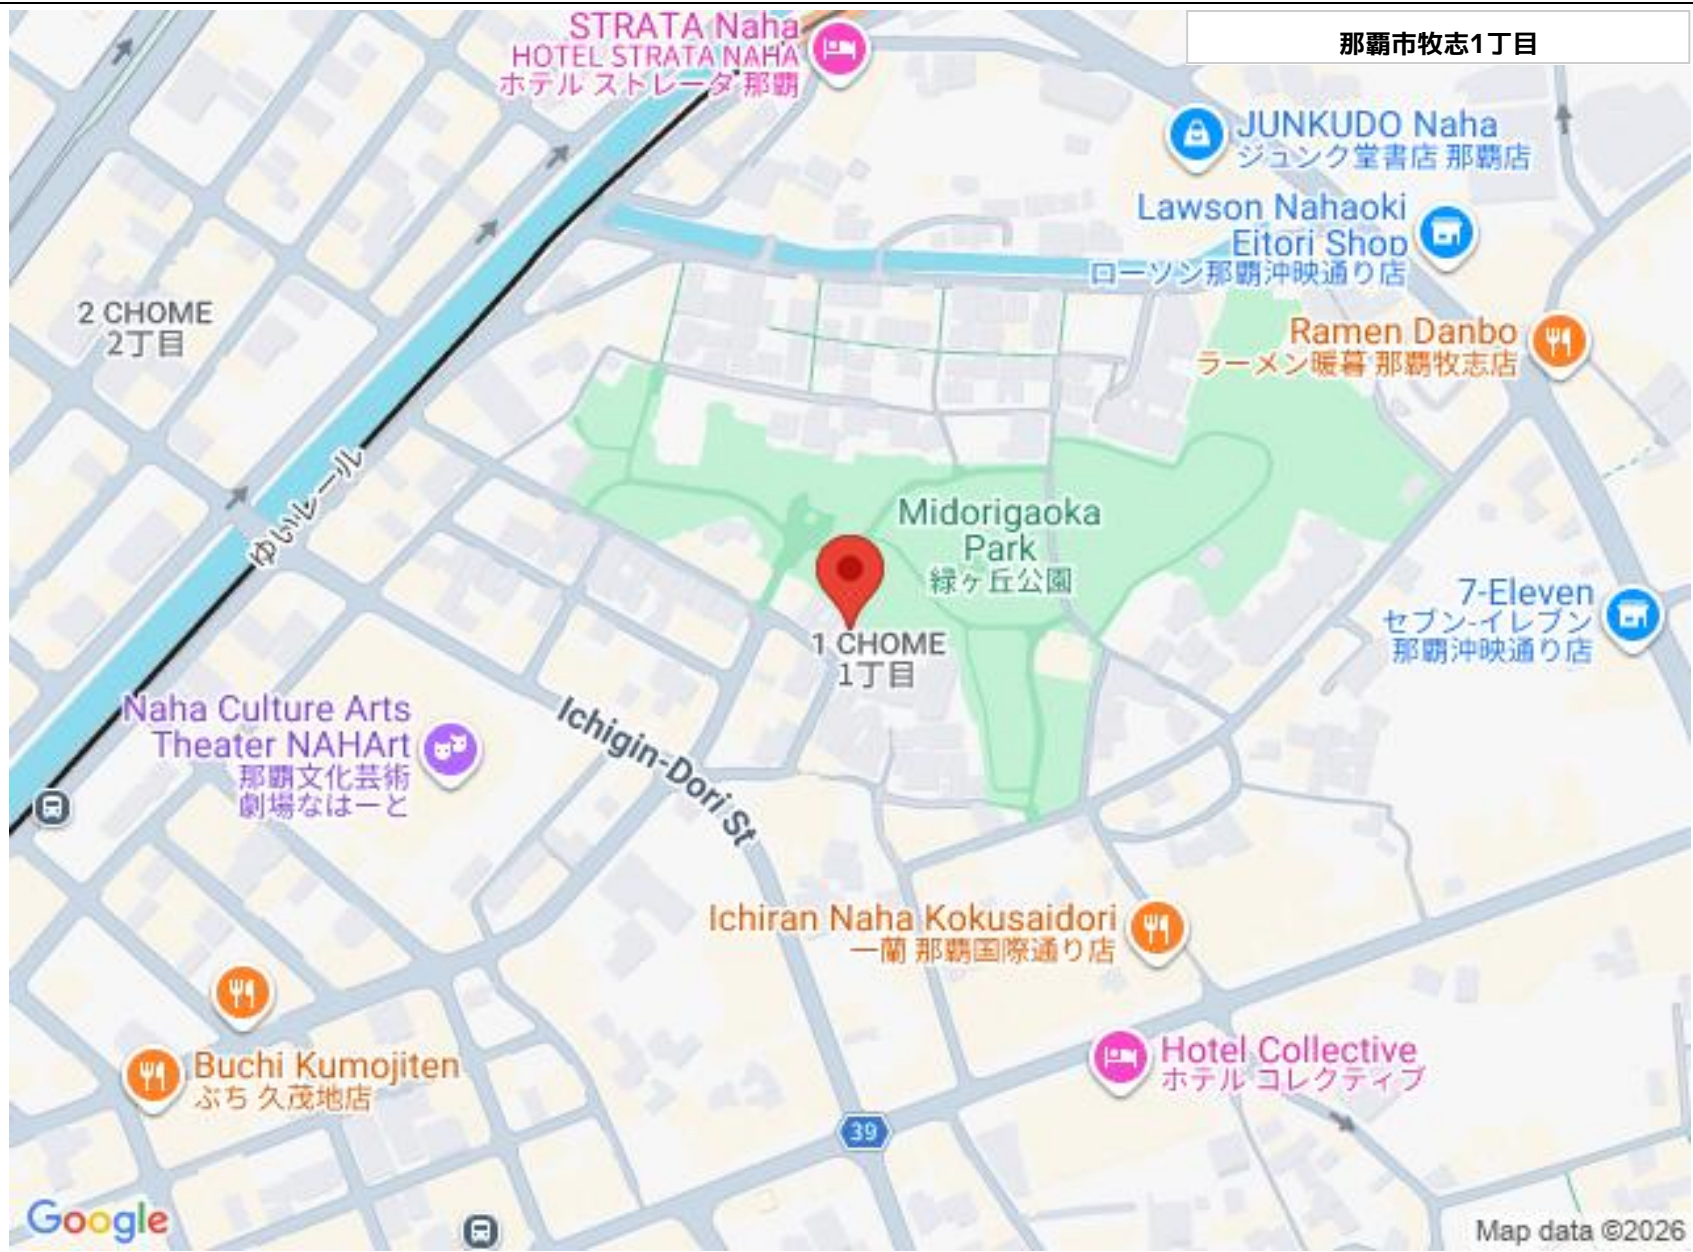 STRATA Naha
HOTEL STRATA NAHA
ホテル ストレータ 那覇
那覇市牧志1丁目
JUNKUDO Naha
ジュンク堂書店 那覇店
Lawson Nahaoki
Eitori Shop
ローソン那覇沖映通り店
2 CHOME
2丁目
Ramen Danbo
ラーメン暖暮 那覇牧志店
ゆいレール
Midorigaoka
Park
緑ヶ丘公園
7-Eleven
セブン-イレブン
那覇沖映通り店
1 CHOME
1丁目
Naha Culture Arts
Theater NAHArt
那覇文化芸術
劇場なはーと
Ichigin-Dori St
Ichiran Naha Kokusaidori
一蘭 那覇国際通り店
Buchi Kumojiten
ぶち 久茂地店
Hotel Collective
ホテル コレクティブ
39
Google
Map data ©2026